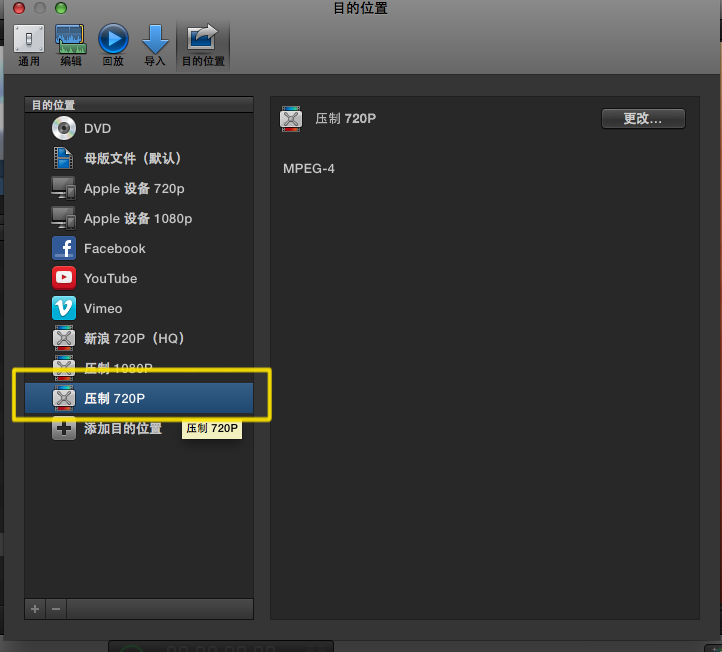 目的位置
通用
编辑
回放
导入
目的位置
目的位置
DVD
母版文件（默认）
Apple 设备 720p
Apple 设备 1080p
Facebook
YouTube
Vimeo
新浪 720P（HQ）
压制 1080P
压制 720P
添加目的位置
压制 720P
压制 720P
更改...
MPEG-4